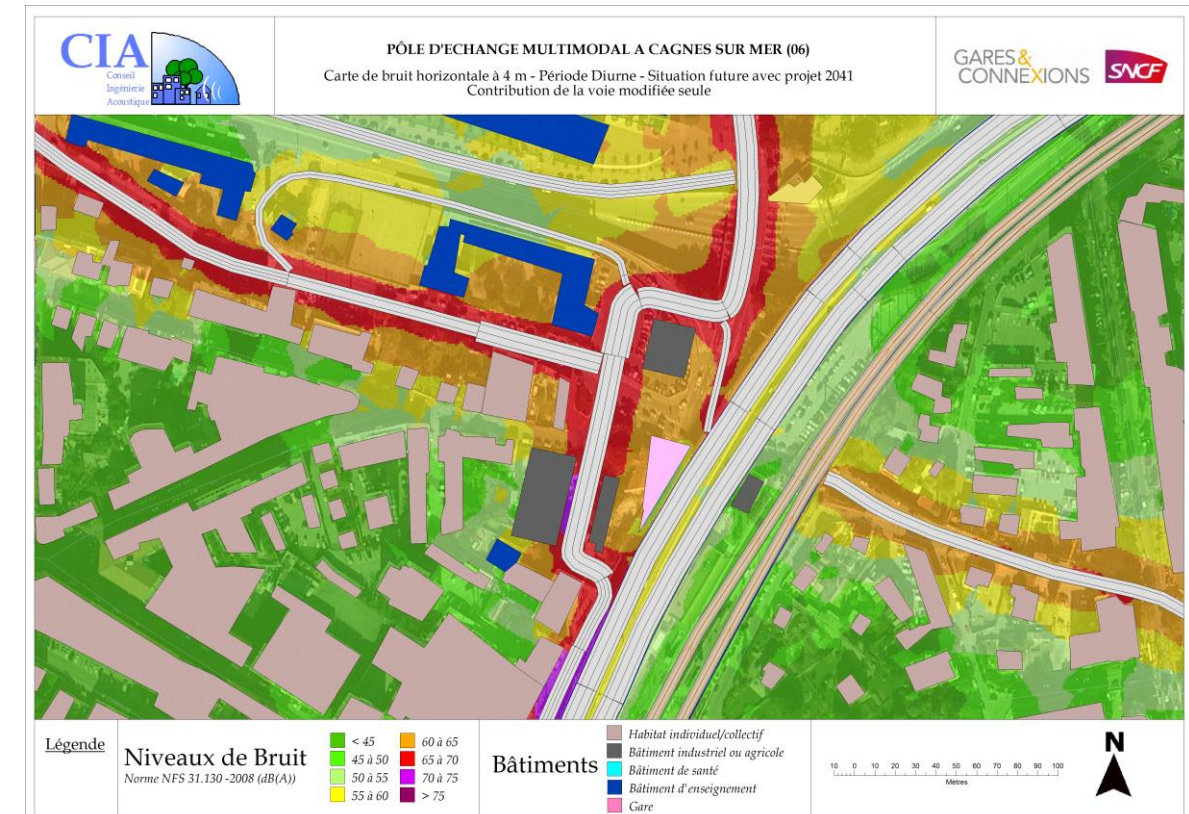 CIA
Conseil
Ingénierie
Acoustique
PÔLE D'ECHANGE MULTIMODAL A CAGNES SUR MER (06)
Carte de bruit horizontale à 4 m - Période Diurne - Situation future avec projet 2041
Contribution de la voie modifiée seule
GARES &
CONNEXIONS
SNCF
Légende
Niveaux de Bruit
Norme NFS 31.130 -2008 (dB(A))
< 45
45 à 50
50 à 55
55 à 60
60 à 65
65 à 70
70 à 75
> 75
Bâtiments
Habitat individuel/collectif
Bâtiment industriel ou agricole
Bâtiment de santé
Bâtiment d'enseignement
Gare
10 0 10 20 30 40 50 60 70 80 90 100
Mètres
N